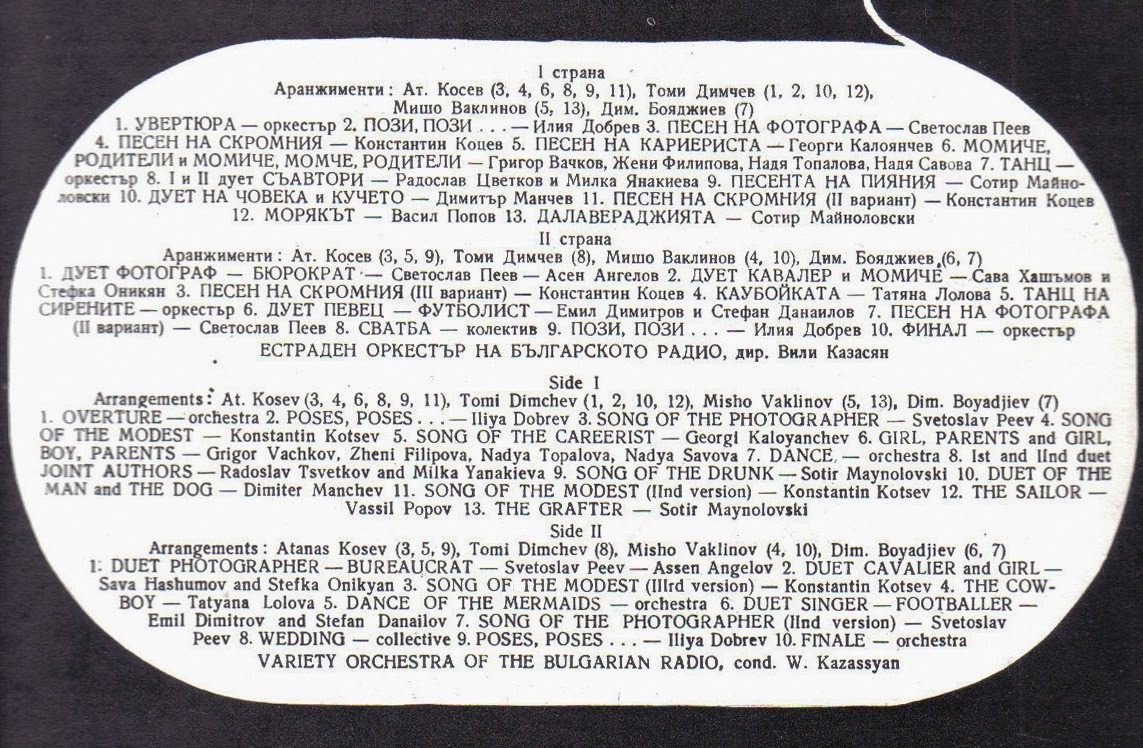 I страна
Аранжименти: Ат. Косев (3, 4, 6, 8, 9, 11), Томи Димчев (1, 2, 10, 12),
Мишо Ваклинов (5, 13), Дим. Бояджиев (7)
1. УВЕРТЮРА — оркестър 2. ПОЗИ, ПОЗИ . . . — Илия Добрев 3. ПЕСЕН НА ФОТОГРАФА — Светослав Пеев
4. ПЕСЕН НА СКРОМНИЯ — Константин Коцев 5. ПЕСЕН НА КАРИЕРИСТА — Георги Калоянчев 6. МОМИЧЕ,
РОДИТЕЛИ и МОМИЧЕ, МОМЧЕ, РОДИТЕЛИ — Григор Вачков, Жени Филипова, Надя Топалова, Надя Савова 7. ТАНЦ —
оркестър 8. I и II дует СЪАВТОРИ — Радослав Цветков и Милка Янакиева 9. ПЕСЕНТА НА ПИЯНИЯ — Сотир Майно-
ловски 10. ДУЕТ НА ЧОВЕКА и КУЧЕТО — Димитър Манчев 11. ПЕСЕН НА СКРОМНИЯ (II вариант) — Константин Коцев
12. МОРЯКЪТ — Васил Попов 13. ДАЛАВЕРАДЖИЯТА — Сотир Майноловски
II страна
Аранжименти: Ат. Косев (3, 5, 9), Томи Димчев (8), Мишо Ваклинов (4, 10), Дим. Бояджиев, (6, 7)
1. ДУЕТ ФОТОГРАФ — БЮРОКРАТ — Светослав Пеев — Асен Ангелов 2. ДУЕТ КАВАЛЕР и МОМИЧЕ — Сава Хашъмов и
Стефка Оникян 3. ПЕСЕН НА СКРОМНИЯ (III вариант) — Константин Коцев 4. КАУБОЙКАТА — Татяна Лолова 5. ТАНЦ НА
СИРЕНИТЕ — оркестър 6. ДУЕТ ПЕВЕЦ — ФУТБОЛИСТ — Емил Димитров и Стефан Данаилов 7. ПЕСЕН НА ФОТОГРАФА
(II вариант) — Светослав Пеев 8. СВАТБА — колектив 9. ПОЗИ, ПОЗИ . . . — Илия Добрев 10. ФИНАЛ — оркестър
ЕСТРАДЕН ОРКЕСТЪР НА БЪЛГАРСКОТО РАДИО, дир. Вили Казасян
Side I
Arrangements: At. Kosev (3, 4, 6, 8, 9, 11), Tomi Dimchev (1, 2, 10, 12), Misho Vaklinov (5, 13), Dim. Boyadjiev (7)
1. OVERTURE — orchestra 2. POSES, POSES . . . — Iliya Dobrev 3. SONG OF THE PHOTOGRAPHER — Svetoslav Peev 4. SONG
OF THE MODEST — Konstantin Kotsev 5. SONG OF THE CAREERIST — Georgi Kaloyanchev 6. GIRL, PARENTS and GIRL,
BOY, PARENTS — Grigor Vachkov, Zheni Filipova, Nadya Topalova, Nadya Savova 7. DANCE — orchestra 8. Ist and IInd duet
JOINT AUTHORS — Radoslav Tsvetkov and Milka Yanakieva 9. SONG OF THE DRUNK — Sotir Maynolovski 10. DUET OF THE
MAN and THE DOG — Dimiter Manchev 11. SONG OF THE MODEST (IInd version) — Konstantin Kotsev 12. THE SAILOR —
Vassil Popov 13. THE GRAFTER — Sotir Maynolovski
Side II
Arrangements: Atanas Kosev (3, 5, 9), Tomi Dimchev (8), Misho Vaklinov (4, 10), Dim. Boyadjiev (6, 7)
1. DUET PHOTOGRAPHER — BUREAUCRAT — Svetoslav Peev — Assen Angelov 2. DUET CAVALIER and GIRL —
Sava Hashumov and Stefka Onikyan 3. SONG OF THE MODEST (IIIrd version) — Konstantin Kotsev 4. THE COW-
BOY — Tatyana Lolova 5. DANCE OF THE MERMAIDS — orchestra 6. DUET SINGER — FOOTBALLER —
Emil Dimitrov and Stefan Danailov 7. SONG OF THE PHOTOGRAPHER (IInd version) — Svetoslav
Peev 8. WEDDING — collective 9. POSES, POSES . . . — Iliya Dobrev 10. FINALE — orchestra
VARIETY ORCHESTRA OF THE BULGARIAN RADIO, cond. W. Kazassyan